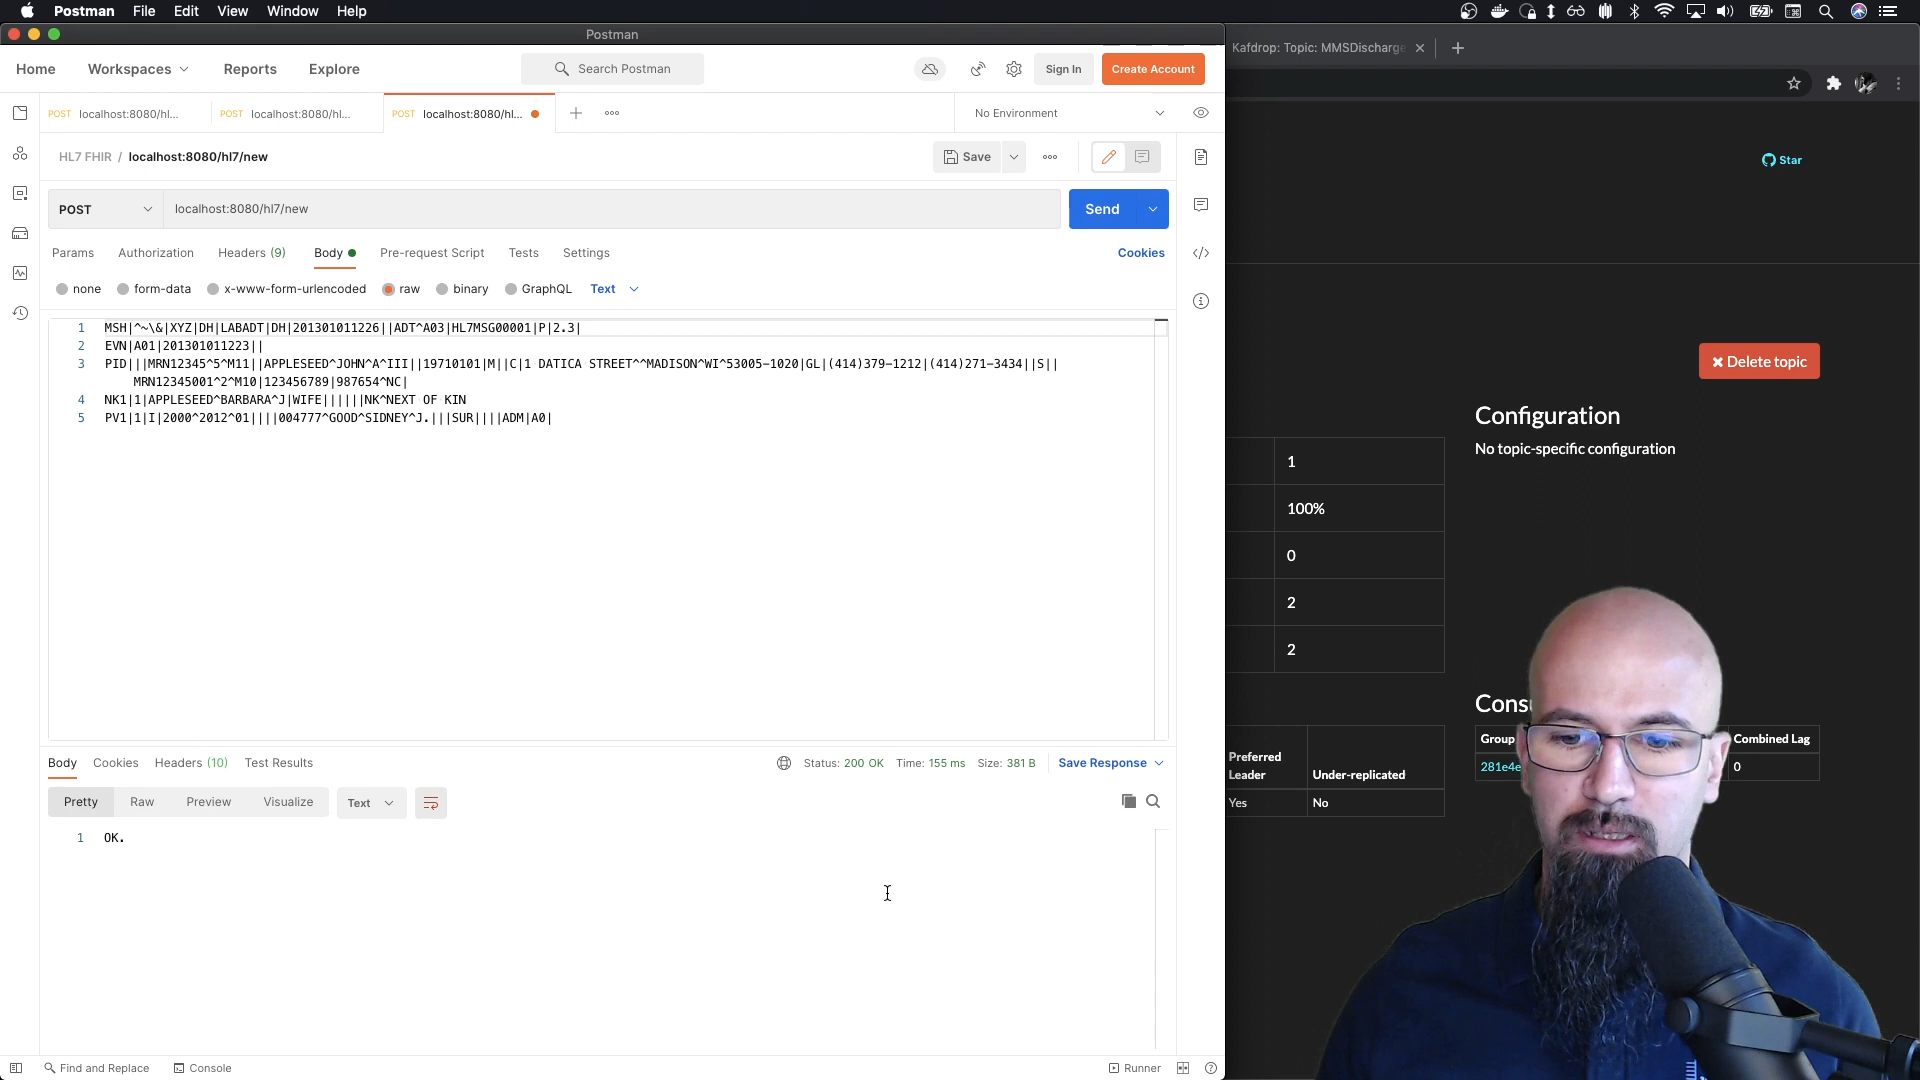 Postman File Edit View Window Help
Postman
Kafdrop: Topic: MMSDischarge
Home Workspaces Reports Explore
Search Postman
Sign In Create Account
POST localhost:8080/hl...
POST localhost:8080/hl...
POST localhost:8080/hl...
No Environment
HL7 FHIR / localhost:8080/hl7/new
Save
Star
POST localhost:8080/hl7/new
Send
Params Authorization Headers (9) Body Pre-request Script Tests Settings
Cookies
none form-data x-www-form-urlencoded raw binary GraphQL Text
1 MSH|^~\&|XYZ|DH|LABADT|DH|201301011226||ADT^A03|HL7MSG00001|P|2.3|
2 EVN|A01|201301011223||
3 PID|||MRN12345^5^M11||APPLESEED^JOHN^A^III||19710101|M||C|1 DATICA STREET^^MADISON^WI^53005-1020|GL|(414)379-1212|(414)271-3434||S||
MRN12345001^2^M10|123456789|987654^NC|
4 NK1|1|APPLESEED^BARBARA^J|WIFE||||||NK^NEXT OF KIN
5 PV1|1|I|2000^2012^01||||004777^GOOD^SIDNEY^J.|||SUR||||ADM|A0|
Delete topic
Configuration
No topic-specific configuration
1
100%
0
2
2
Group
Combined Lag
281e4e
0
Preferred Leader
Under-replicated
Yes
No
Body Cookies Headers (10) Test Results
Status: 200 OK Time: 155 ms Size: 381 B
Save Response
Pretty Raw Preview Visualize Text
1 OK.
Find and Replace Console
Runner